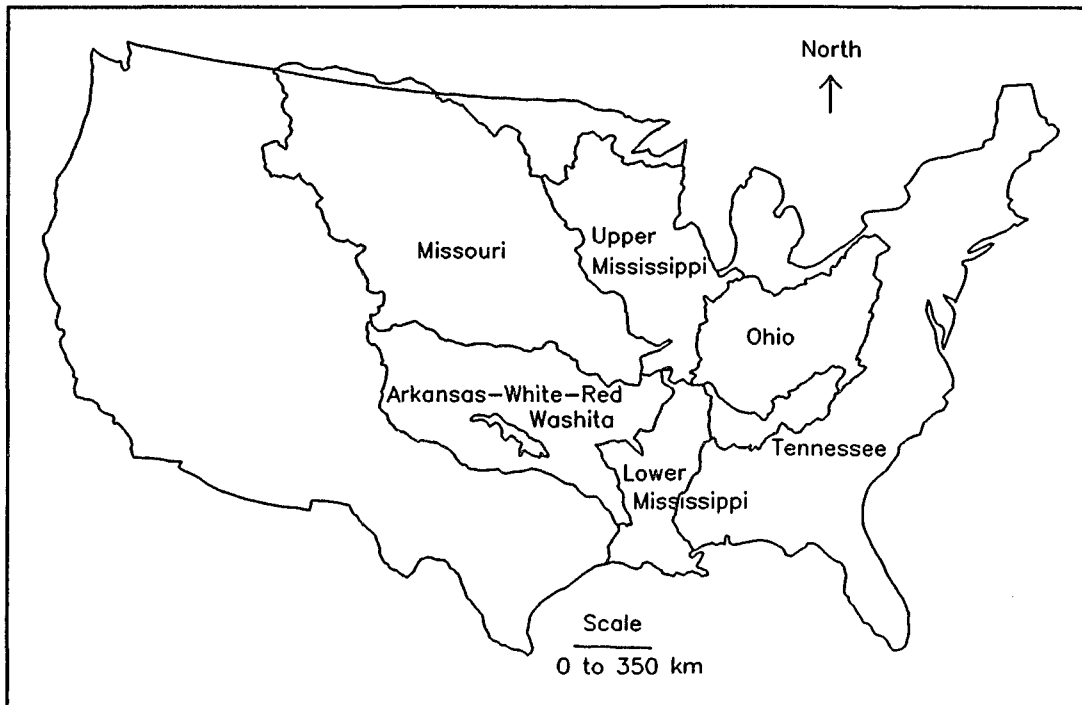 North
Missouri
Upper
Mississippi
Ohio
Arkansas-White-Red
Washita
Tennessee
Lower
Mississippi
Scale
0 to 350 km